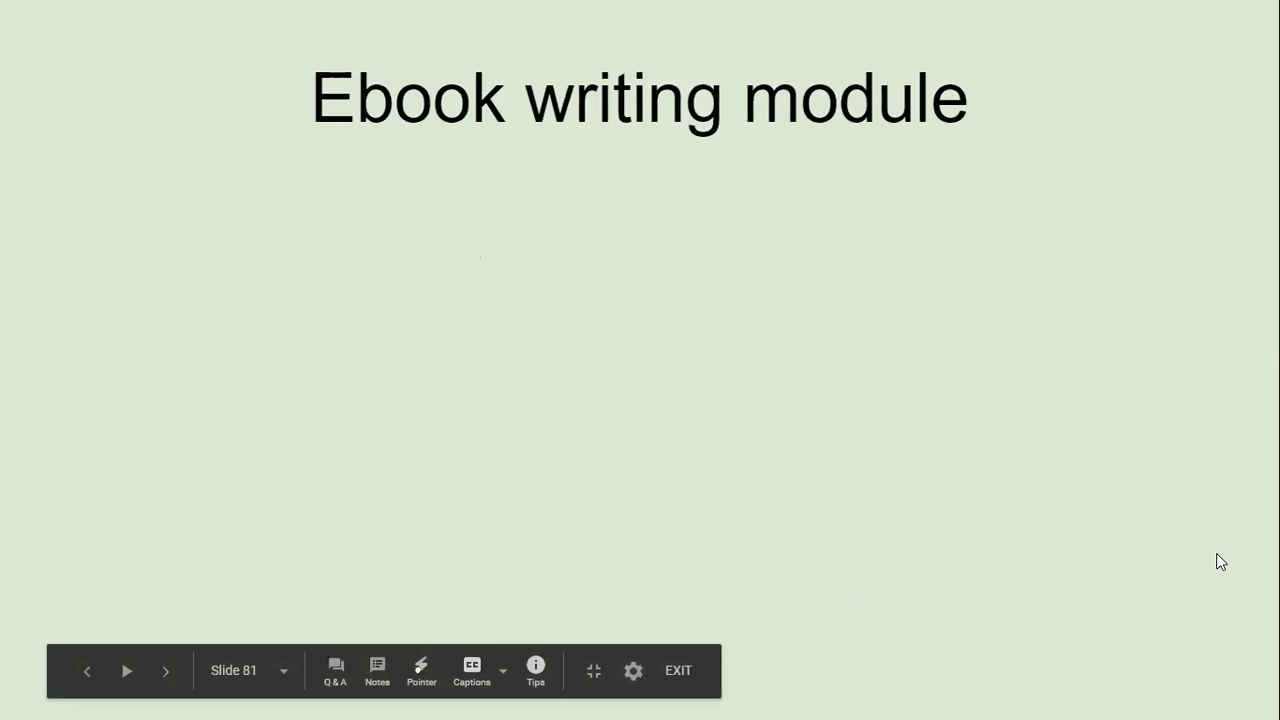 Ebook writing module
Slide 81
Q & A
Notes
Pointer
Captions
Tips
EXIT